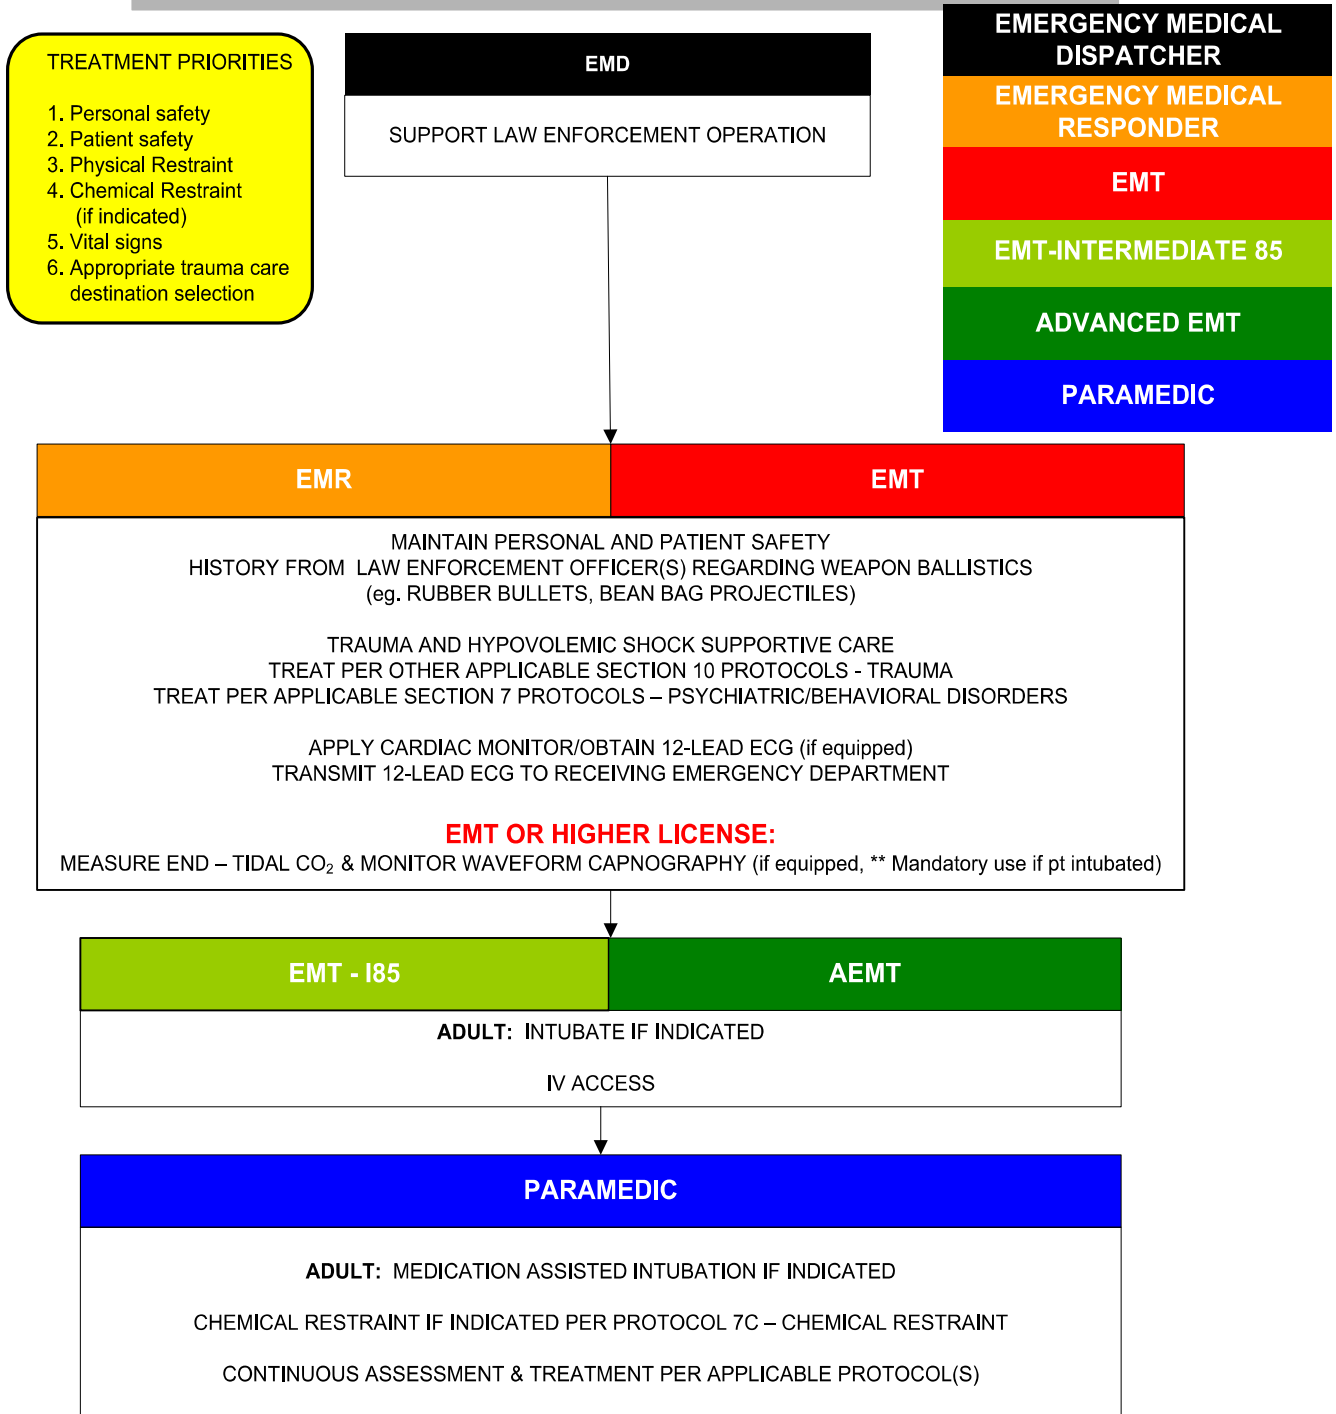 TREATMENT PRIORITIES
1. Personal safety
2. Patient safety
3. Physical Restraint
4. Chemical Restraint
(if indicated)
5. Vital signs
6. Appropriate trauma care
destination selection
EMD
SUPPORT LAW ENFORCEMENT OPERATION
EMERGENCY MEDICAL
DISPATCHER
EMERGENCY MEDICAL
RESPONDER
EMT
EMT-INTERMEDIATE 85
ADVANCED EMT
PARAMEDIC
EMR
EMT
MAINTAIN PERSONAL AND PATIENT SAFETY
HISTORY FROM LAW ENFORCEMENT OFFICER(S) REGARDING WEAPON BALLISTICS
(eg. RUBBER BULLETS, BEAN BAG PROJECTILES)
TRAUMA AND HYPOVOLEMIC SHOCK SUPPORTIVE CARE
TREAT PER OTHER APPLICABLE SECTION 10 PROTOCOLS - TRAUMA
TREAT PER APPLICABLE SECTION 7 PROTOCOLS – PSYCHIATRIC/BEHAVIORAL DISORDERS
APPLY CARDIAC MONITOR/OBTAIN 12-LEAD ECG (if equipped)
TRANSMIT 12-LEAD ECG TO RECEIVING EMERGENCY DEPARTMENT
EMT OR HIGHER LICENSE:
MEASURE END – TIDAL CO₂ & MONITOR WAVEFORM CAPNOGRAPHY (if equipped, ** Mandatory use if pt intubated)
EMT - I85
AEMT
ADULT: INTUBATE IF INDICATED
IV ACCESS
PARAMEDIC
ADULT: MEDICATION ASSISTED INTUBATION IF INDICATED
CHEMICAL RESTRAINT IF INDICATED PER PROTOCOL 7C – CHEMICAL RESTRAINT
CONTINUOUS ASSESSMENT & TREATMENT PER APPLICABLE PROTOCOL(S)